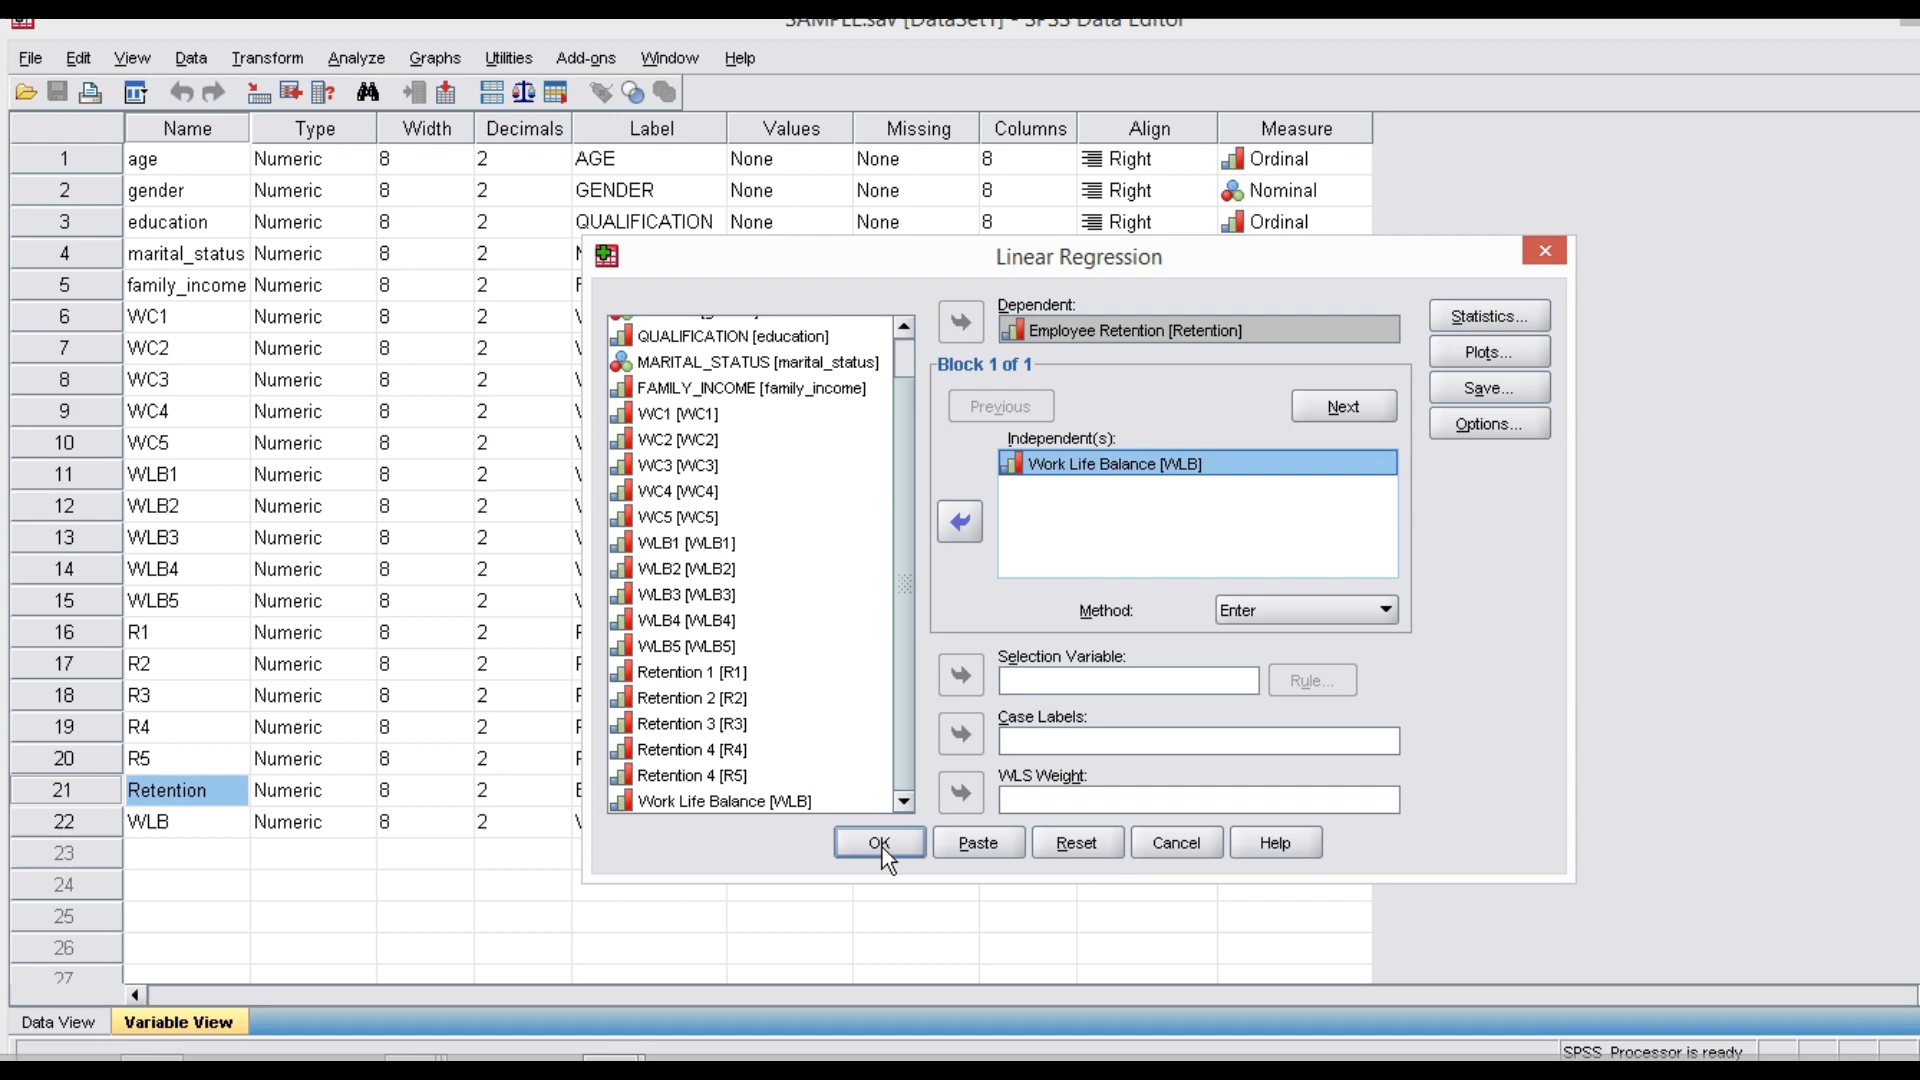 SAMPLE.sav [DataSet1] - SPSS Data Editor
File Edit View Data Transform Analyze Graphs Utilities Add-ons Window Help
Name Type Width Decimals Label Values Missing Columns Align Measure
1 age Numeric 8 2 AGE None None 8 Right Ordinal
2 gender Numeric 8 2 GENDER None None 8 Right Nominal
3 education Numeric 8 2 QUALIFICATION None None 8 Right Ordinal
4 marital_status Numeric 8 2
5 family_income Numeric 8 2
6 WC1 Numeric 8 2
7 WC2 Numeric 8 2
8 WC3 Numeric 8 2
9 WC4 Numeric 8 2
10 WC5 Numeric 8 2
11 WLB1 Numeric 8 2
12 WLB2 Numeric 8 2
13 WLB3 Numeric 8 2
14 WLB4 Numeric 8 2
15 WLB5 Numeric 8 2
16 R1 Numeric 8 2
17 R2 Numeric 8 2
18 R3 Numeric 8 2
19 R4 Numeric 8 2
20 R5 Numeric 8 2
21 Retention Numeric 8 2
22 WLB Numeric 8 2
23
24
25
26
27
Linear Regression
QUALIFICATION [education]
MARITAL_STATUS [marital_status]
FAMILY_INCOME [family_income]
WC1 [WC1]
WC2 [WC2]
WC3 [WC3]
WC4 [WC4]
WC5 [WC5]
WLB1 [WLB1]
WLB2 [WLB2]
WLB3 [WLB3]
WLB4 [WLB4]
WLB5 [WLB5]
Retention 1 [R1]
Retention 2 [R2]
Retention 3 [R3]
Retention 4 [R4]
Retention 4 [R5]
Work Life Balance [WLB]
Dependent:
Employee Retention [Retention]
Block 1 of 1
Previous Next
Independent(s):
Work Life Balance [WLB]
Method: Enter
Selection Variable:
Rule...
Case Labels:
WLS Weight:
Statistics...
Plots...
Save...
Options...
OK Paste Reset Cancel Help
Data View Variable View
SPSS Processor is ready